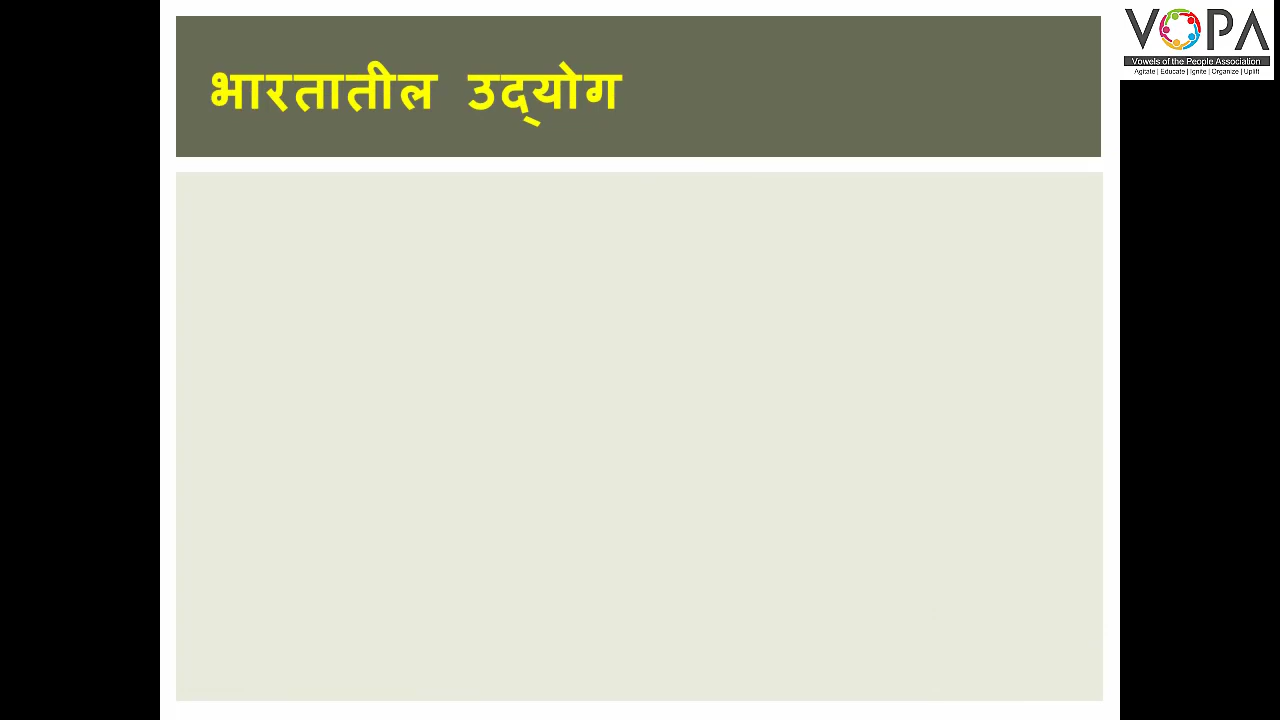 भारतातील उद्‌योग
VOPA
Vowels of the People Association
Agitate | Educate | Ignite | Organize | Uplift